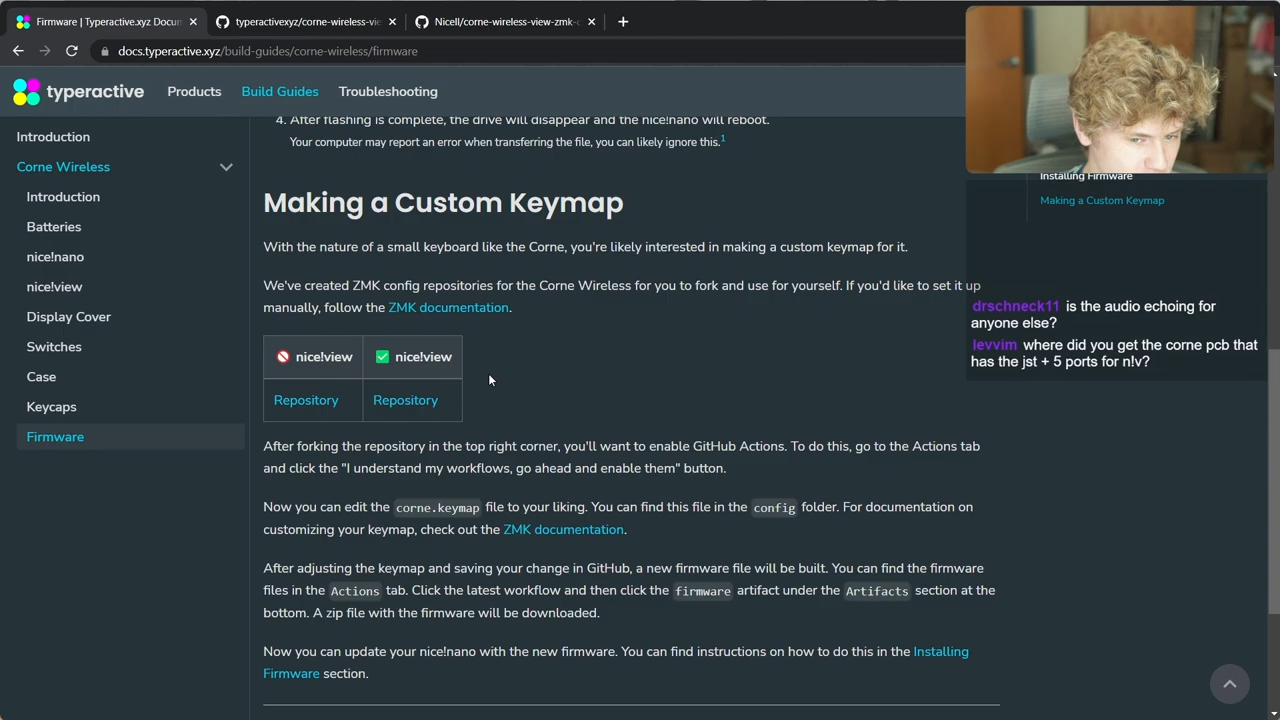 Firmware | Typeractive.xyz Docum
typeractivexyz/corne-wireless-vie
Nicell/corne-wireless-view-zmk-c
docs.typeractive.xyz/build-guides/corne-wireless/firmware
typeractive
Products
Build Guides
Troubleshooting
Introduction
Corne Wireless
Introduction
Batteries
nice!nano
nice!view
Display Cover
Switches
Case
Keycaps
Firmware
4. After flashing is complete, the drive will disappear and the nice!nano will reboot.
Your computer may report an error when transferring the file, you can likely ignore this.1
Making a Custom Keymap
With the nature of a small keyboard like the Corne, you're likely interested in making a custom keymap for it.
We've created ZMK config repositories for the Corne Wireless for you to fork and use for yourself. If you'd like to set it up
manually, follow the ZMK documentation.
🚫 nice!view ✅ nice!view
Repository Repository
After forking the repository in the top right corner, you'll want to enable GitHub Actions. To do this, go to the Actions tab
and click the "I understand my workflows, go ahead and enable them" button.
Now you can edit the corne.keymap file to your liking. You can find this file in the config folder. For documentation on
customizing your keymap, check out the ZMK documentation.
After adjusting the keymap and saving your change in GitHub, a new firmware file will be built. You can find the firmware
files in the Actions tab. Click the latest workflow and then click the firmware artifact under the Artifacts section at the
bottom. A zip file with the firmware will be downloaded.
Now you can update your nice!nano with the new firmware. You can find instructions on how to do this in the Installing
Firmware section.
Installing Firmware
Making a Custom Keymap
drschneck11 is the audio echoing for
anyone else?
levvim where did you get the corne pcb that
has the jst + 5 ports for n!v?